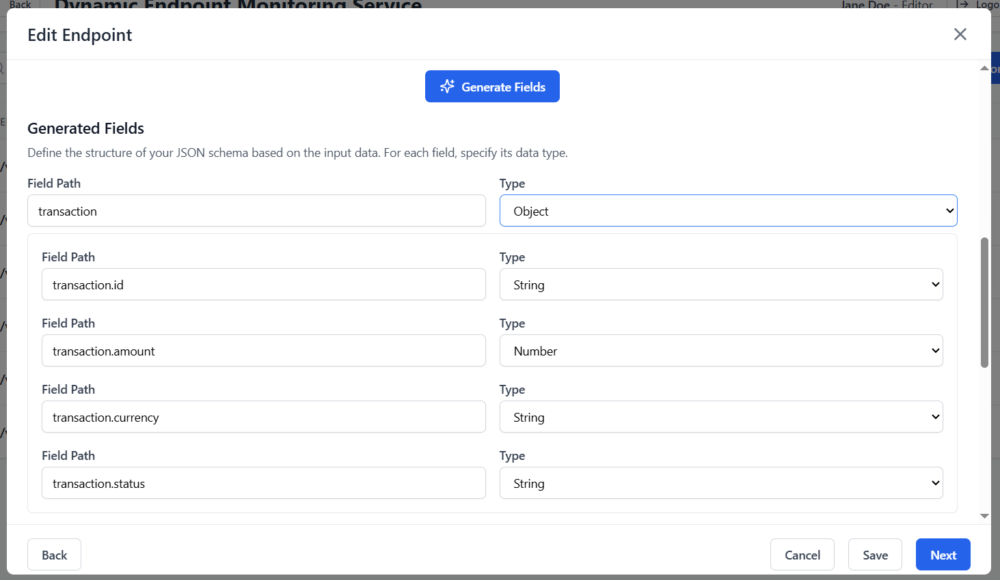 Back Dynamic Endpoint Monitoring Service Jane Doe - Editor
Edit Endpoint
Generate Fields
Generated Fields
Define the structure of your JSON schema based on the input data. For each field, specify its data type.
Field Path Type
transaction Object
Field Path Type
transaction.id String
Field Path Type
transaction.amount Number
Field Path Type
transaction.currency String
Field Path Type
transaction.status String
Back Cancel Save Next